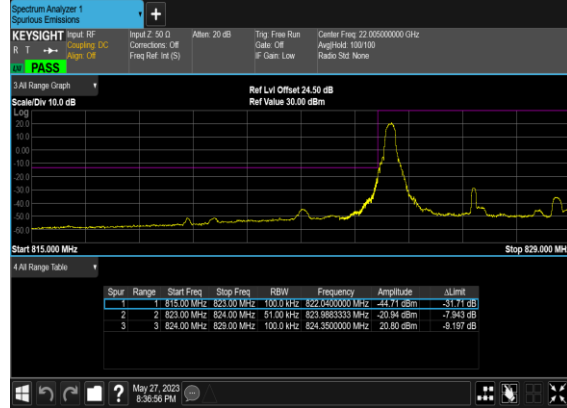 Spectrum Analyzer 1
Spurious Emissions
+
KEYSIGHT Input: RF Input Z: 50 Ω Atten: 20 dB Trig: Free Run Center Freq: 22.005000000 GHz
R T Coupling: DC Corrections: Off Gate: Off Avg|Hold: 100/100
Align: Off Freq Ref: Int (S) IF Gain: Low Radio Std: None
PASS
3 All Range Graph Ref Lvl Offset 24.50 dB
Scale/Div 10.0 dB Ref Value 30.00 dBm
Log
20.0
10.0
0.00
-10.0
-20.0
-30.0
-40.0
-50.0
-60.0
Start 815.000 MHz Stop 829.000 MH
4 All Range Table
Spur Range Start Freq Stop Freq RBW Frequency Amplitude ΔLimit
1 1 815.00 MHz 823.00 MHz 100.0 kHz 822.0400000 MHz -44.71 dBm -31.71 dB
2 2 823.00 MHz 824.00 MHz 51.00 kHz 823.9883333 MHz -20.94 dBm -7.943 dB
3 3 824.00 MHz 829.00 MHz 100.0 kHz 824.3500000 MHz 20.80 dBm -9.197 dB
? May 27, 2023
8:36:56 PM